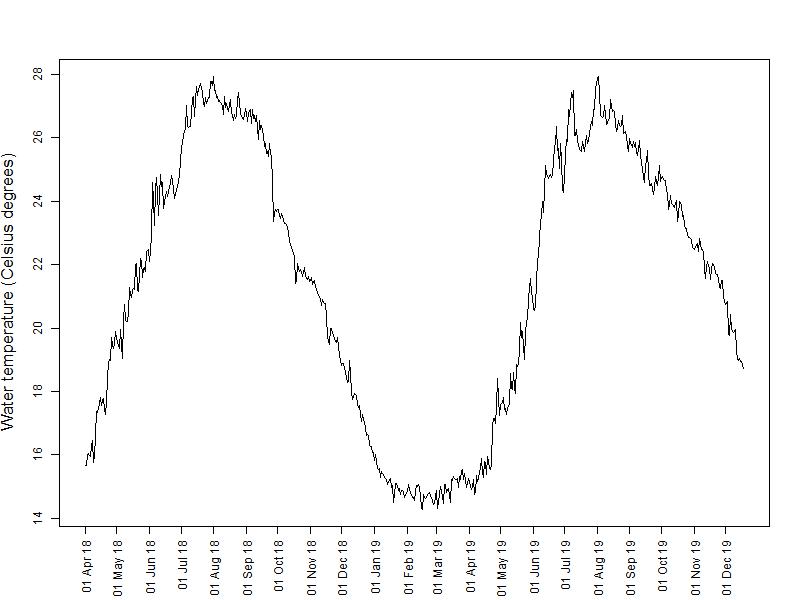 Water temperature (Celsius degrees)
28
26
24
22
20
18
16
14
01 Apr 18
01 May 18
01 Jun 18
01 Jul 18
01 Aug 18
01 Sep 18
01 Oct 18
01 Nov 18
01 Dec 18
01 Jan 19
01 Feb 19
01 Mar 19
01 Apr 19
01 May 19
01 Jun 19
01 Jul 19
01 Aug 19
01 Sep 19
01 Oct 19
01 Nov 19
01 Dec 19